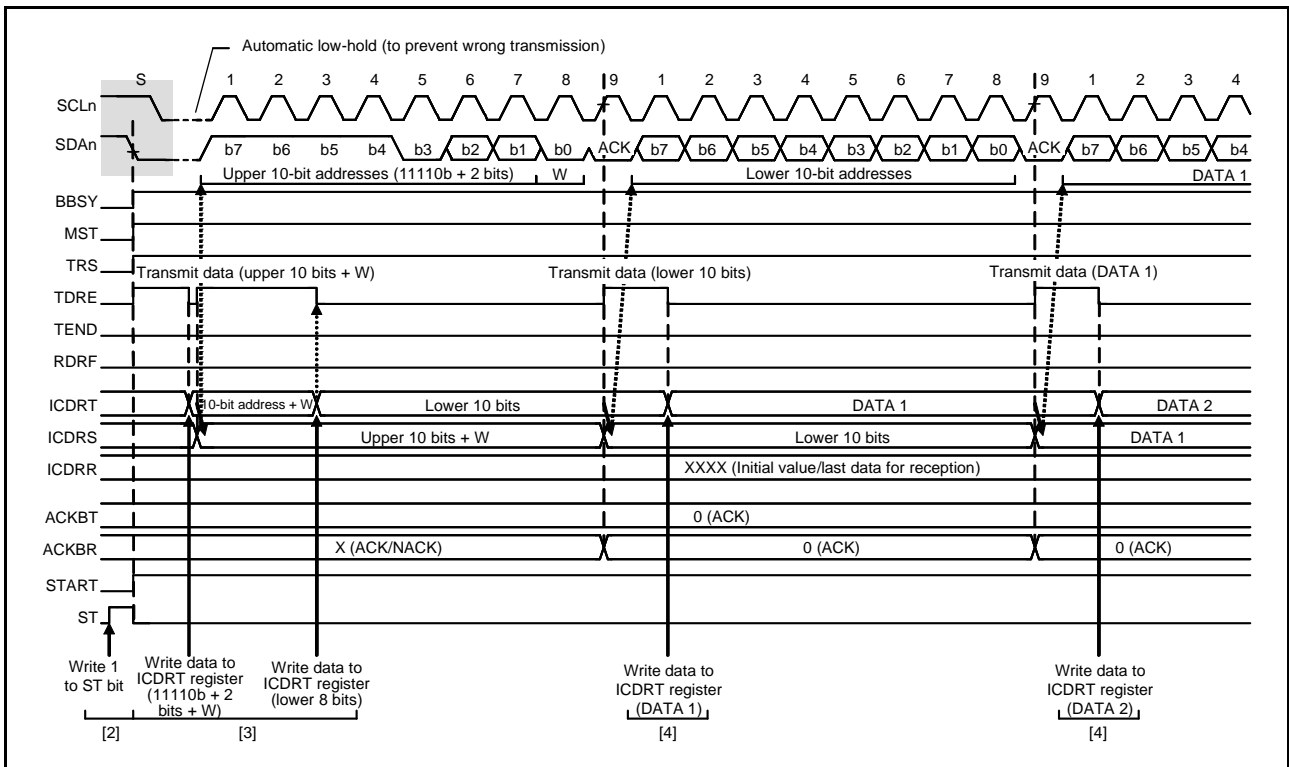 Automatic low-hold (to prevent wrong transmission)
S 1 2 3 4 5 6 7 8 9 1 2 3 4 5 6 7 8 9 1 2 3 4
SCLn
SDAn b7 b6 b5 b4 b3 b2 b1 b0 ACK b7 b6 b5 b4 b3 b2 b1 b0 ACK b7 b6 b5 b4
Upper 10-bit addresses (11110b + 2 bits) W Lower 10-bit addresses DATA 1
BBSY
MST
TRS
Transmit data (upper 10 bits + W) Transmit data (lower 10 bits) Transmit data (DATA 1)
TDRE
TEND
RDRF
ICDRT 10-bit address + W Lower 10 bits DATA 1 DATA 2
ICDRS Upper 10 bits + W Lower 10 bits DATA 1
ICDRR XXXX (Initial value/last data for reception)
ACKBT 0 (ACK)
ACKBR X (ACK/NACK) 0 (ACK) 0 (ACK)
START
ST
Write 1
to ST bit
Write data to
ICDRT register
(11110b + 2
bits + W)
Write data to
ICDRT register
(lower 8 bits)
Write data to
ICDRT register
(DATA 1)
Write data to
ICDRT register
(DATA 2)
[2] [3] [4] [4]